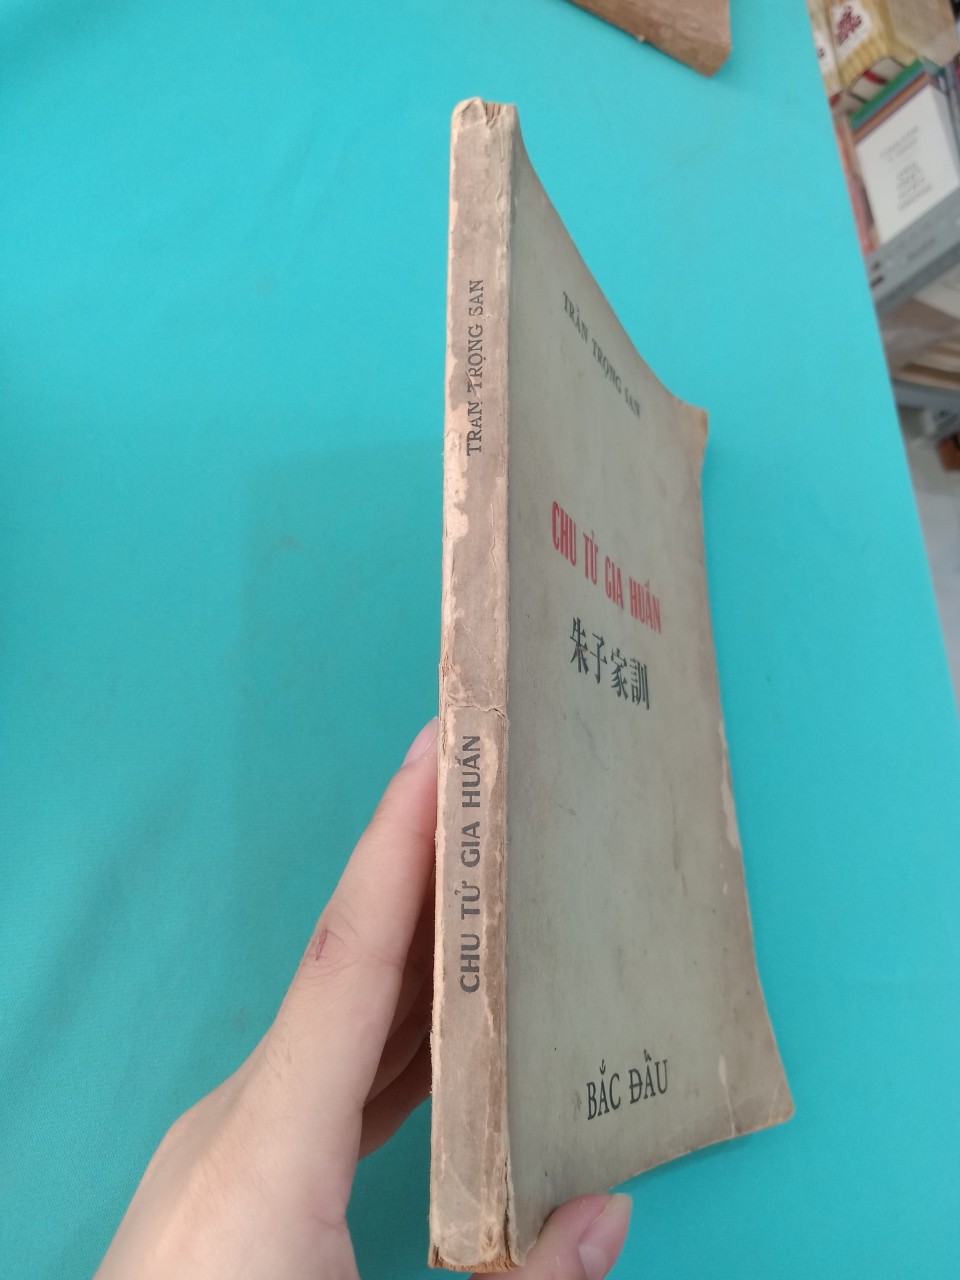 TRẦN TRỌNG SAN
CHU TỬ GIA HUẤN
TRẦN TRỌNG SAN
CHU TỬ GIA HUẤN
朱子家訓
BẮC ĐẨU